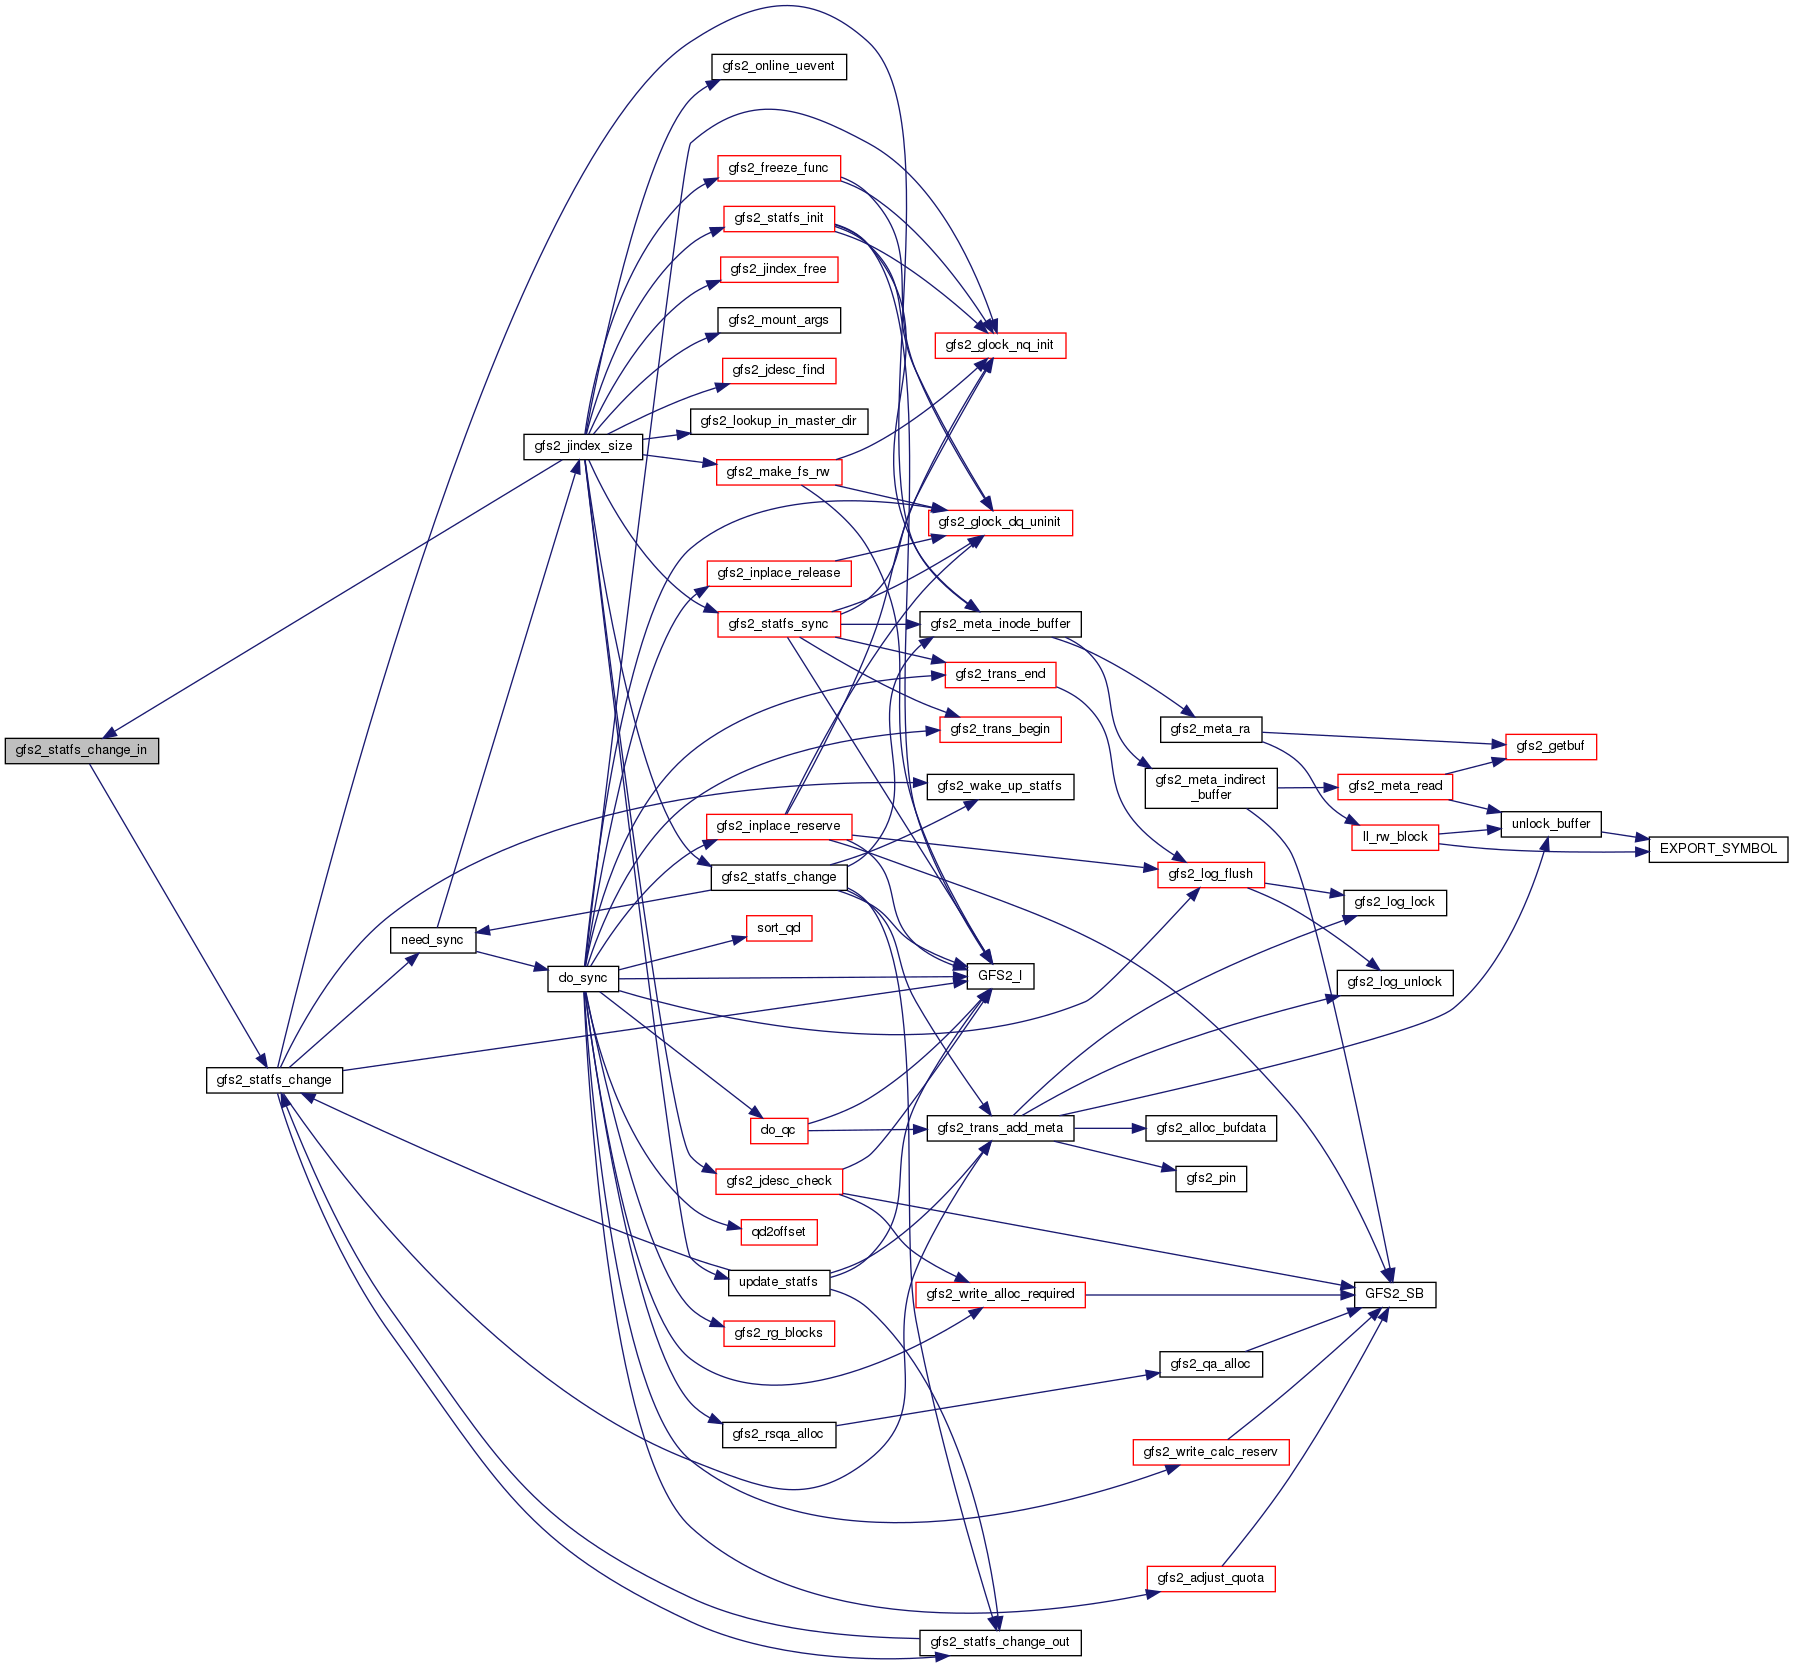 gfs2_online_uevent
gfs2_freeze_func
gfs2_statfs_init
gfs2_jindex_free
gfs2_mount_args
gfs2_glock_nq_init
gfs2_jdesc_find
gfs2_lookup_in_master_dir
gfs2_jindex_size
gfs2_make_fs_rw
gfs2_glock_dq_uninit
gfs2_inplace_release
gfs2_statfs_sync
gfs2_meta_inode_buffer
gfs2_trans_end
gfs2_trans_begin
gfs2_meta_ra
gfs2_getbuf
gfs2_statfs_change_in
gfs2_wake_up_statfs
gfs2_meta_indirect
_buffer
gfs2_meta_read
gfs2_inplace_reserve
unlock_buffer
ll_rw_block
EXPORT_SYMBOL
gfs2_statfs_change
gfs2_log_flush
gfs2_log_lock
sort_qd
need_sync
do_sync
GFS2_I
gfs2_log_unlock
gfs2_statfs_change
do_qc
gfs2_trans_add_meta
gfs2_alloc_bufdata
gfs2_jdesc_check
gfs2_pin
qd2offset
update_statfs
gfs2_write_alloc_required
GFS2_SB
gfs2_rg_blocks
gfs2_qa_alloc
gfs2_rsqa_alloc
gfs2_write_calc_reserv
gfs2_adjust_quota
gfs2_statfs_change_out